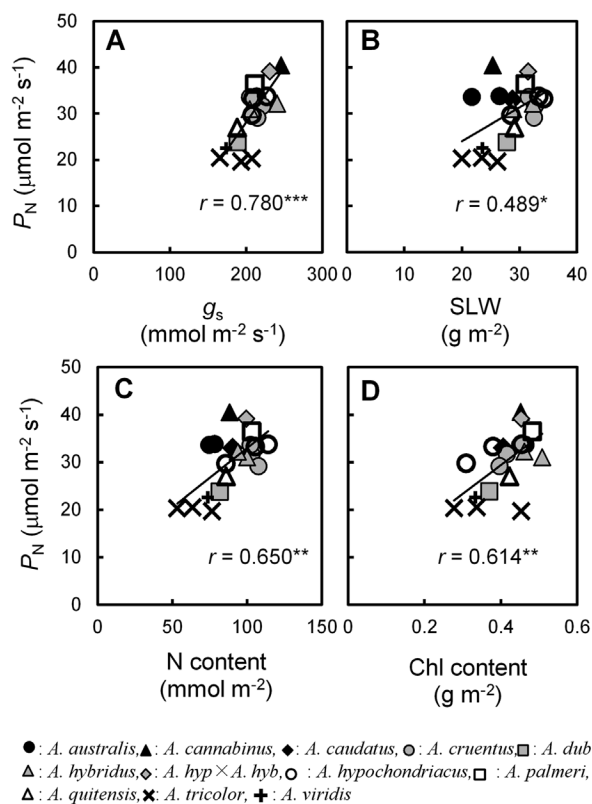 A
B
50
40
30
20
10
0
P_N (μmol m⁻² s⁻¹)
r = 0.780***
r = 0.489*
0 100 200 300
0 10 20 30 40
g_s
(mmol m⁻² s⁻¹)
SLW
(g m⁻²)
C
D
50
40
30
20
10
0
P_N (μmol m⁻² s⁻¹)
r = 0.650**
r = 0.614**
0 50 100 150
0 0.2 0.4 0.6
N content
(mmol m⁻²)
Chl content
(g m⁻²)
●: A. australis, ▲: A. cannabinus, ◆: A. caudatus, ●: A. cruentus, ■: A. dub
▲: A. hybridus, ◆: A. hyp×A. hyb, ○: A. hypochondriacus, □: A. palmeri,
△: A. quitensis, ×: A. tricolor, +: A. viridis